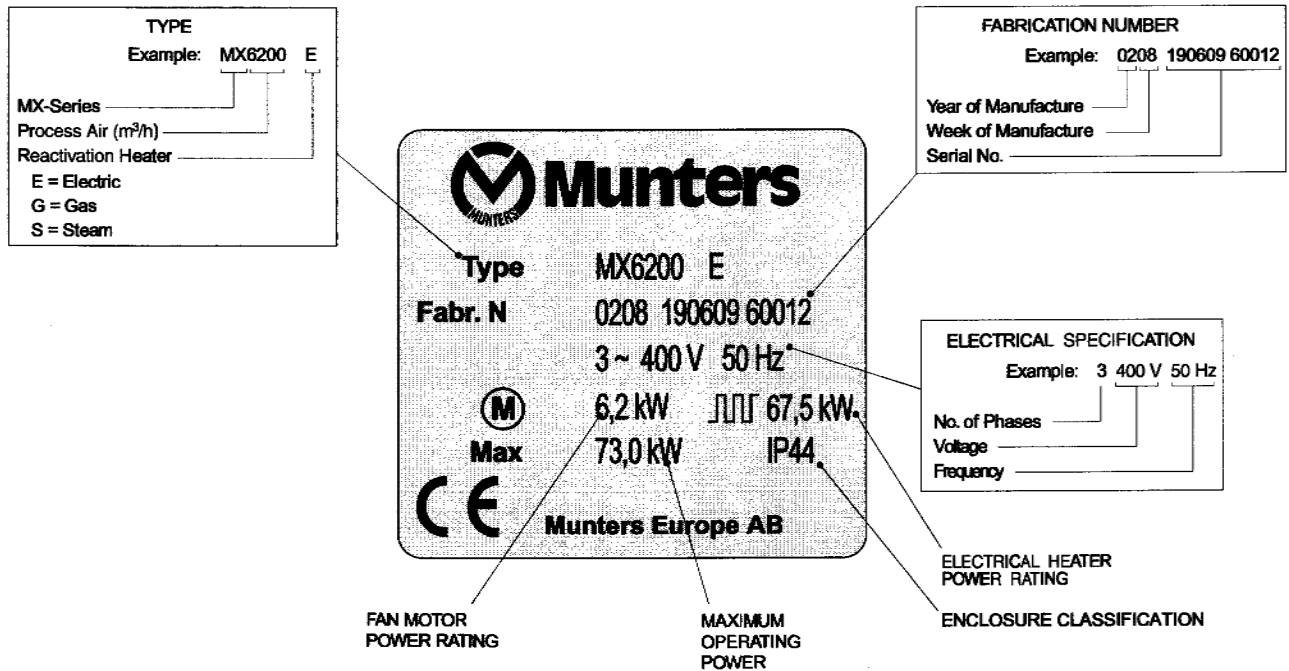 TYPE
Example: MX6200 E
MX-Series
Process Air (m³/h)
Reactivation Heater
E = Electric
G = Gas
S = Steam
FABRICATION NUMBER
Example: 0208 190609 60012
Year of Manufacture
Week of Manufacture
Serial No.
MUNTERS
Munters
Type MX6200 E
Fabr. N 0208 190609 60012
3 ~ 400 V 50 Hz
M 6,2 kW 67,5 kW
Max 73,0 kW IP44
CE Munters Europe AB
ELECTRICAL SPECIFICATION
Example: 3 400 V 50 Hz
No. of Phases
Voltage
Frequency
FAN MOTOR
POWER RATING
MAXIMUM
OPERATING
POWER
ELECTRICAL HEATER
POWER RATING
ENCLOSURE CLASSIFICATION